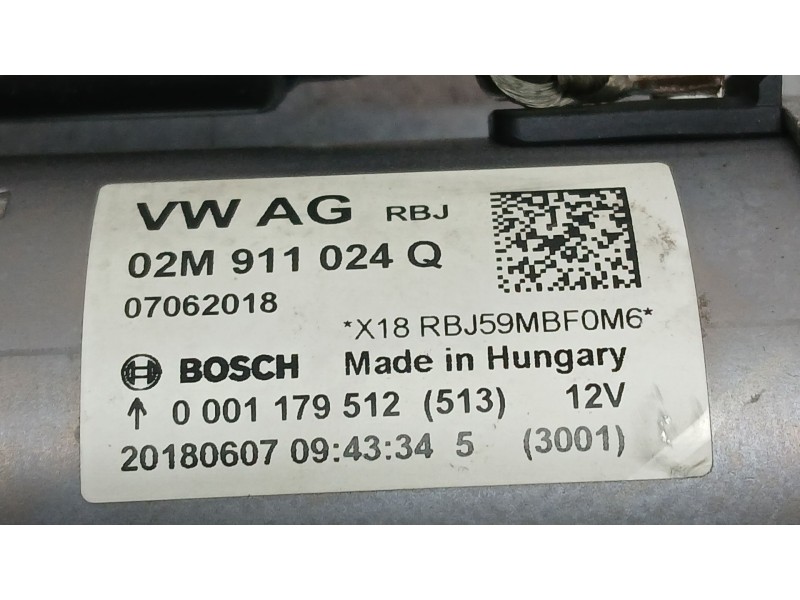 VW AG RBJ
02M 911 024 Q
07062018
*X18 RBJ59MBF0M6*
BOSCH Made in Hungary
↑ 0 001 179 512 (513) 12V
20180607 09:43:34 5 (3001)